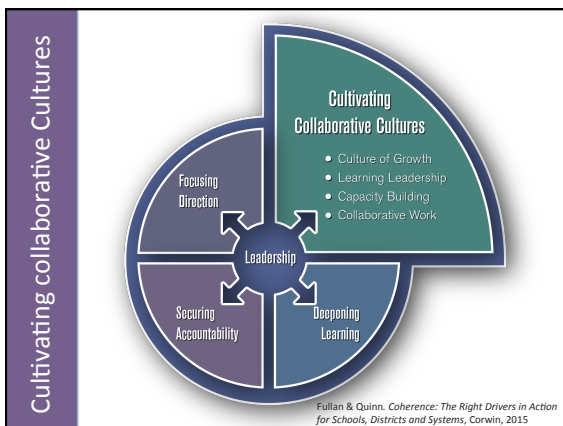 Cultivating collaborative Cultures
Cultivating
Collaborative Cultures
• Culture of Growth
• Learning Leadership
• Capacity Building
• Collaborative Work
Focusing
Direction
Leadership
Securing
Accountability
Deepening
Learning
Fullan & Quinn. Coherence: The Right Drivers in Action
for Schools, Districts and Systems, Corwin, 2015